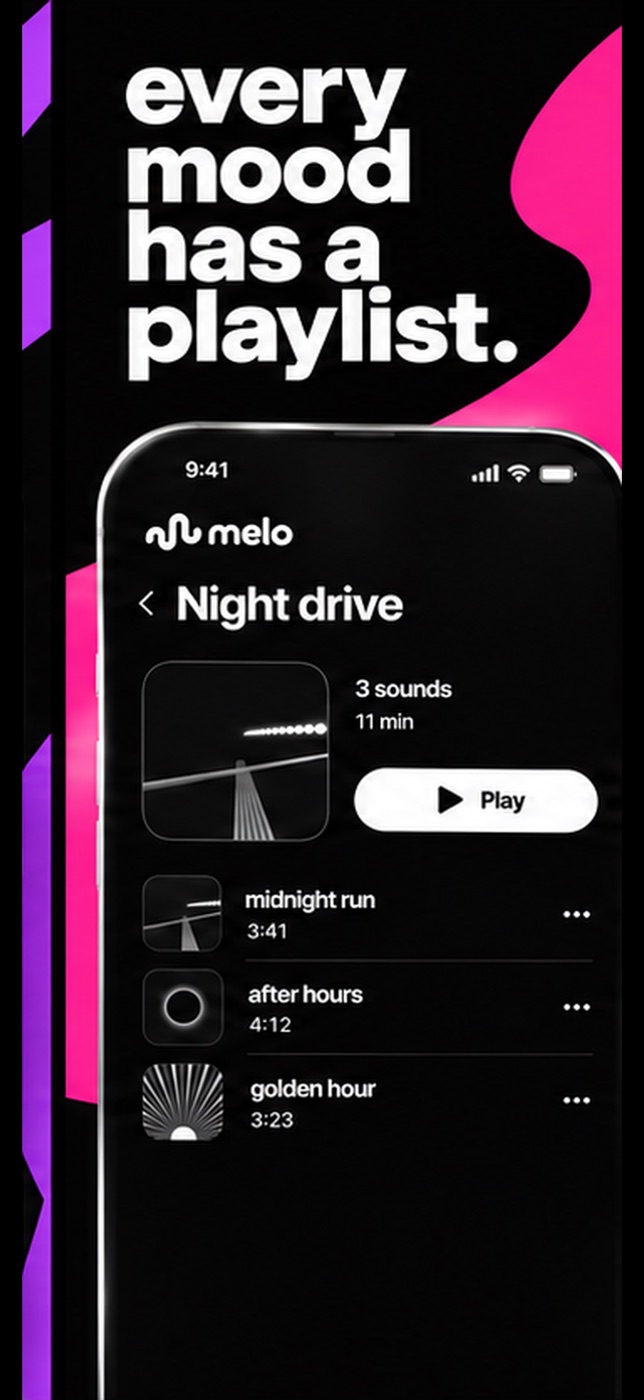 every
mood
has a
playlist.
9:41
melo
Night drive
3 sounds
11 min
Play
midnight run
3:41
after hours
4:12
golden hour
3:23